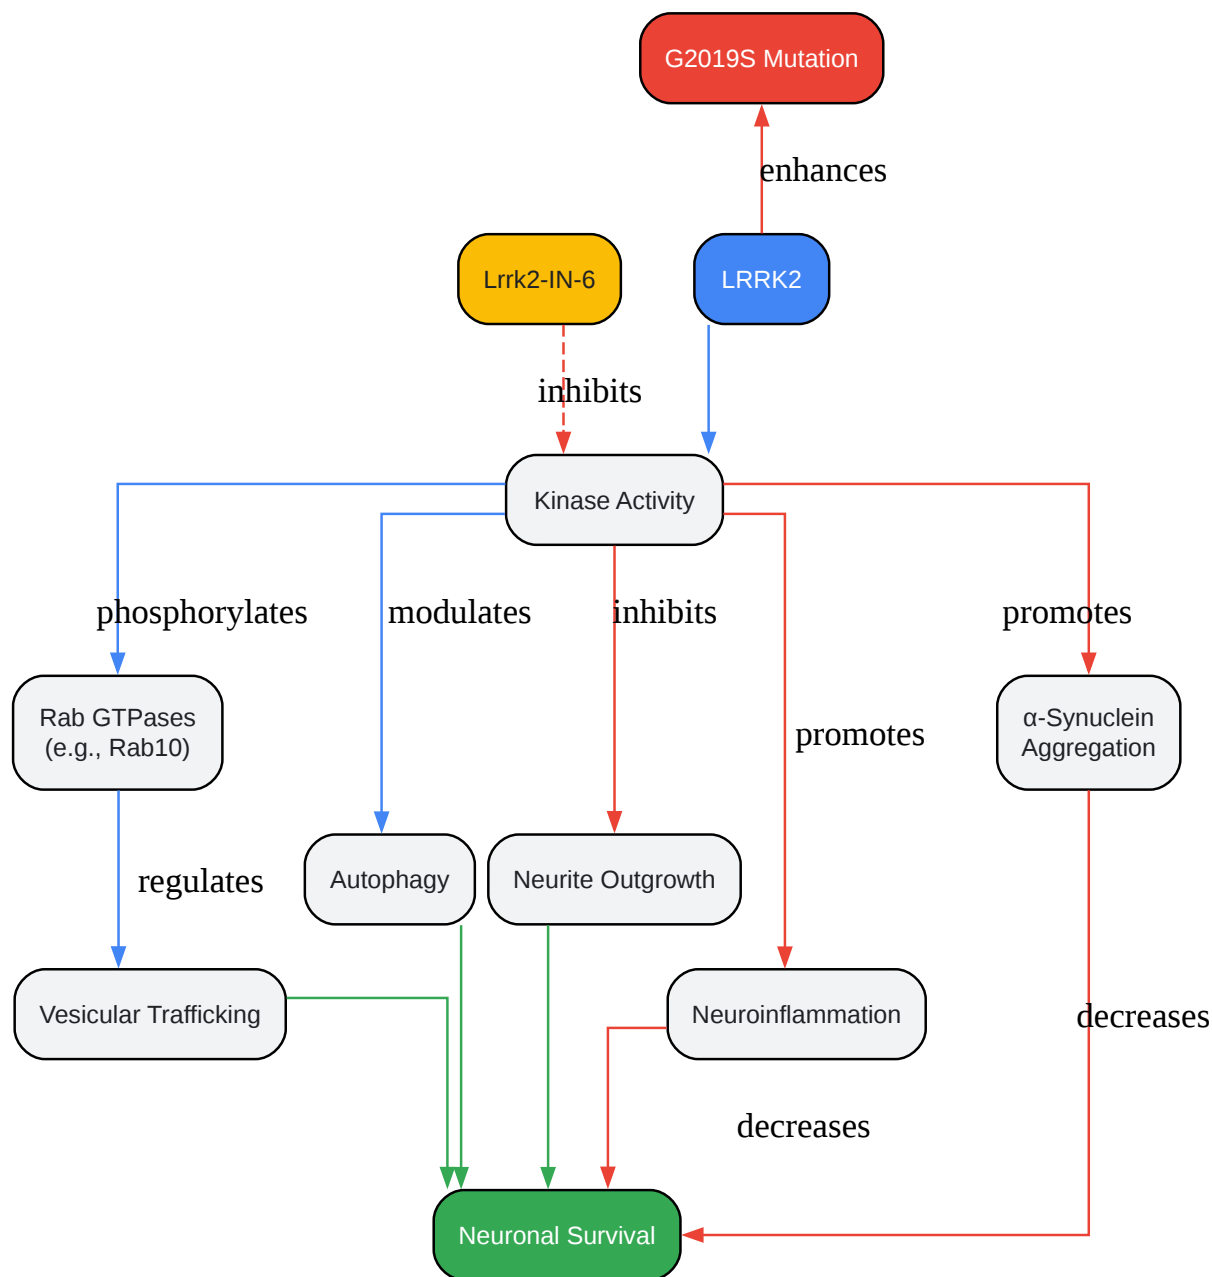 G2019S Mutation
enhances
Lrrk2-IN-6
LRRK2
inhibits
Kinase Activity
phosphorylates
modulates
inhibits
promotes
Rab GTPases
(e.g., Rab10)
promotes
α-Synuclein
Aggregation
regulates
Autophagy
Neurite Outgrowth
Vesicular Trafficking
Neuroinflammation
decreases
decreases
Neuronal Survival